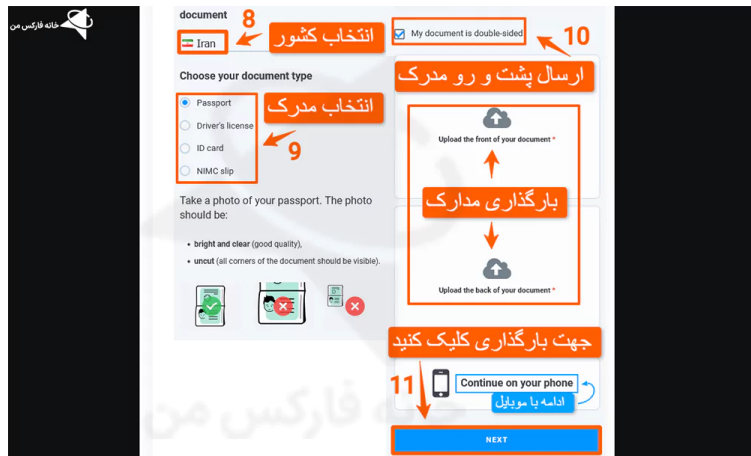 خانه فارکس من
document
8
Iran
انتخاب کشور
Choose your document type
Passport
Driver's license
ID card
NIMC slip
انتخاب مدرک
9
Take a photo of your passport. The photo
should be:
• bright and clear (good quality),
• uncut (all corners of the document should be visible).
My document is double-sided
10
ارسال پشت و رو مدرک
Upload the front of your document *
بارگذاری مدارک
Upload the back of your document *
جهت بارگذاری کلیک کنید
11
Continue on your phone
ادامه با موبایل
NEXT
خانه فارکس من